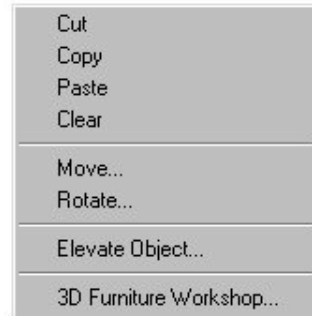 Cut
Copy
Paste
Clear
Move...
Rotate...
Elevate Object...
3D Furniture Workshop...